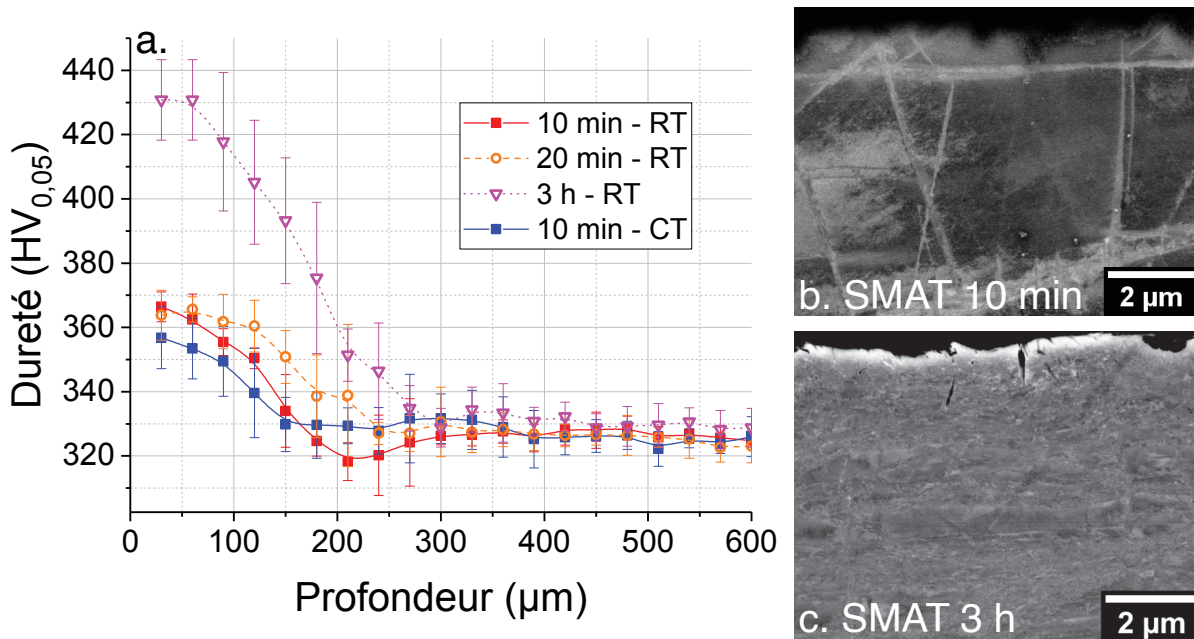 a.
440
420
400
380
360
340
320
0
100
200
300
400
500
600
Dureté (HV0,05)
Profondeur (µm)
10 min - RT
20 min - RT
3 h - RT
10 min - CT
b. SMAT 10 min
2 µm
c. SMAT 3 h
2 µm